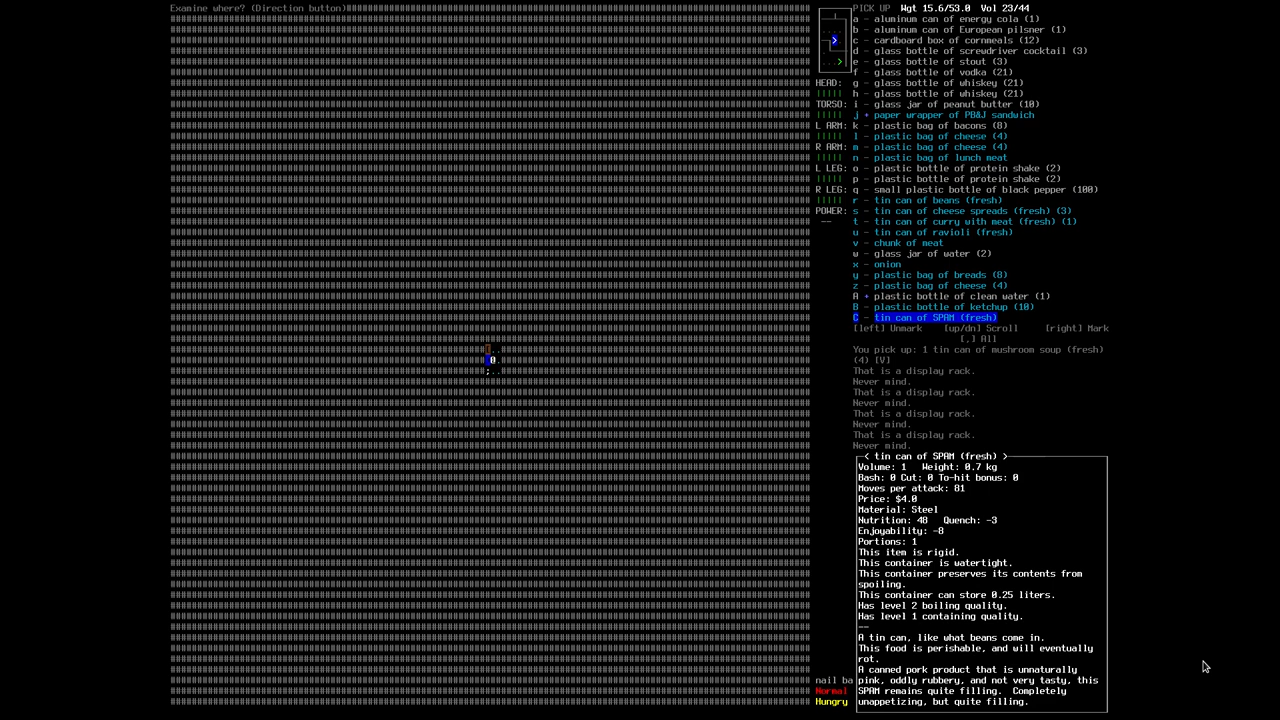 Examine where? (Direction button)
PICK UP  Wgt 15.6/53.0  Vol 23/44
a - aluminum can of energy cola (1)
b - aluminum can of European pilsner (1)
c - cardboard box of cornmeals (12)
d - glass bottle of screwdriver cocktail (3)
e - glass bottle of stout (3)
f - glass bottle of vodka (21)
HEAD: g - glass bottle of whiskey (21)
h - glass bottle of whiskey (21)
TORSO: i - glass jar of peanut butter (10)
j + paper wrapper of PB&J sandwich
L ARM: k - plastic bag of bacons (8)
l - plastic bag of cheese (4)
R ARM: m - plastic bag of cheese (4)
n - plastic bag of lunch meat
L LEG: o - plastic bottle of protein shake (2)
p - plastic bottle of protein shake (2)
R LEG: q - small plastic bottle of black pepper (100)
r - tin can of beans (fresh)
POWER: s - tin can of cheese spreads (fresh) (3)
-- t - tin can of curry with meat (fresh) (1)
u - tin can of ravioli (fresh)
v - chunk of meat
w - glass jar of water (2)
x - onion
y - plastic bag of breads (8)
z - plastic bag of cheese (4)
A + plastic bottle of clean water (1)
B - plastic bottle of ketchup (10)
C - tin can of SPAM (fresh)
[left] Unmark  [up/dn] Scroll  [right] Mark
[,] All
You pick up: 1 tin can of mushroom soup (fresh)
(4) [V]
That is a display rack.
Never mind.
That is a display rack.
Never mind.
That is a display rack.
Never mind.
That is a display rack.
Never mind.
< tin can of SPAM (fresh) >
Volume: 1  Weight: 0.7 kg
Bash: 0 Cut: 0 To-hit bonus: 0
Moves per attack: 81
Price: $4.0
Material: Steel
Nutrition: 48  Quench: -3
Enjoyability: -8
Portions: 1
This item is rigid.
This container is watertight.
This container preserves its contents from
spoiling.
This container can store 0.25 liters.
Has level 2 boiling quality.
Has level 1 containing quality.
--
A tin can, like what beans come in.
This food is perishable, and will eventually
rot.
A canned pork product that is unnaturally
nail ba pink, oddly rubbery, and not very tasty, this
Normal SPAM remains quite filling.  Completely
Hungry unappetizing, but quite filling.